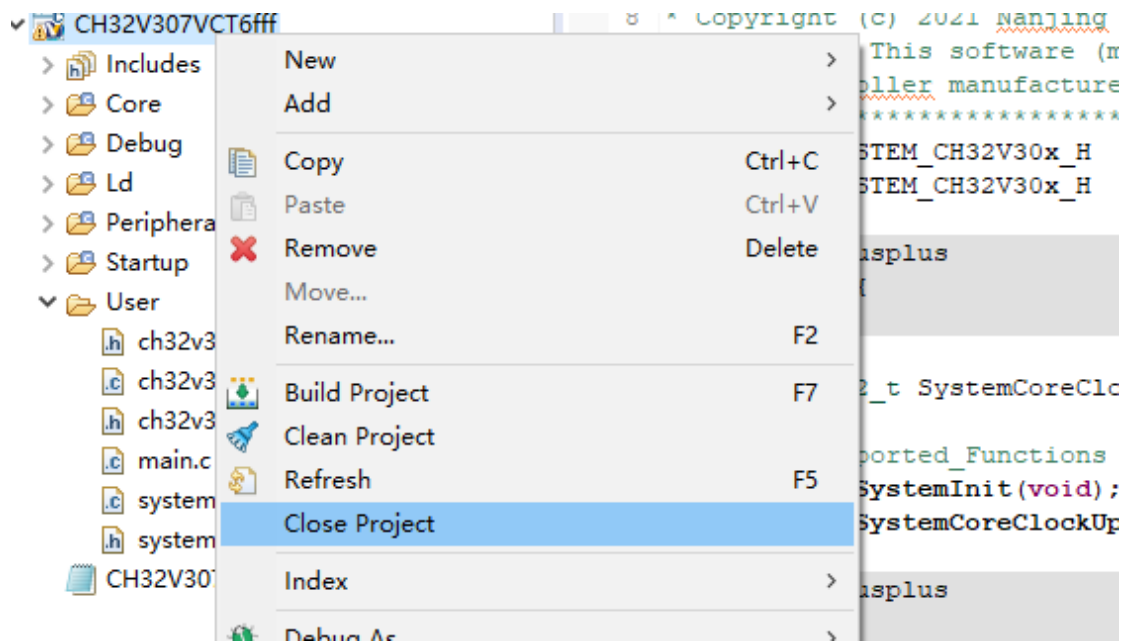 CH32V307VCT6fff
Includes
Core
Debug
Ld
Periphera
Startup
User
ch32v3
ch32v3
ch32v3
main.c
system
system
CH32V307
New
Add
Copy Ctrl+C
Paste Ctrl+V
Remove Delete
Move...
Rename... F2
Build Project F7
Clean Project
Refresh F5
Close Project
Index
Debug As
8 * Copyright (c) 2021 Nanjing
This software (m
oller manufacture
********************
STEM_CH32V30x_H
STEM_CH32V30x_H
usplus
2_t SystemCoreClo
ported_Functions
SystemInit(void);
SystemCoreClockUp
usplus